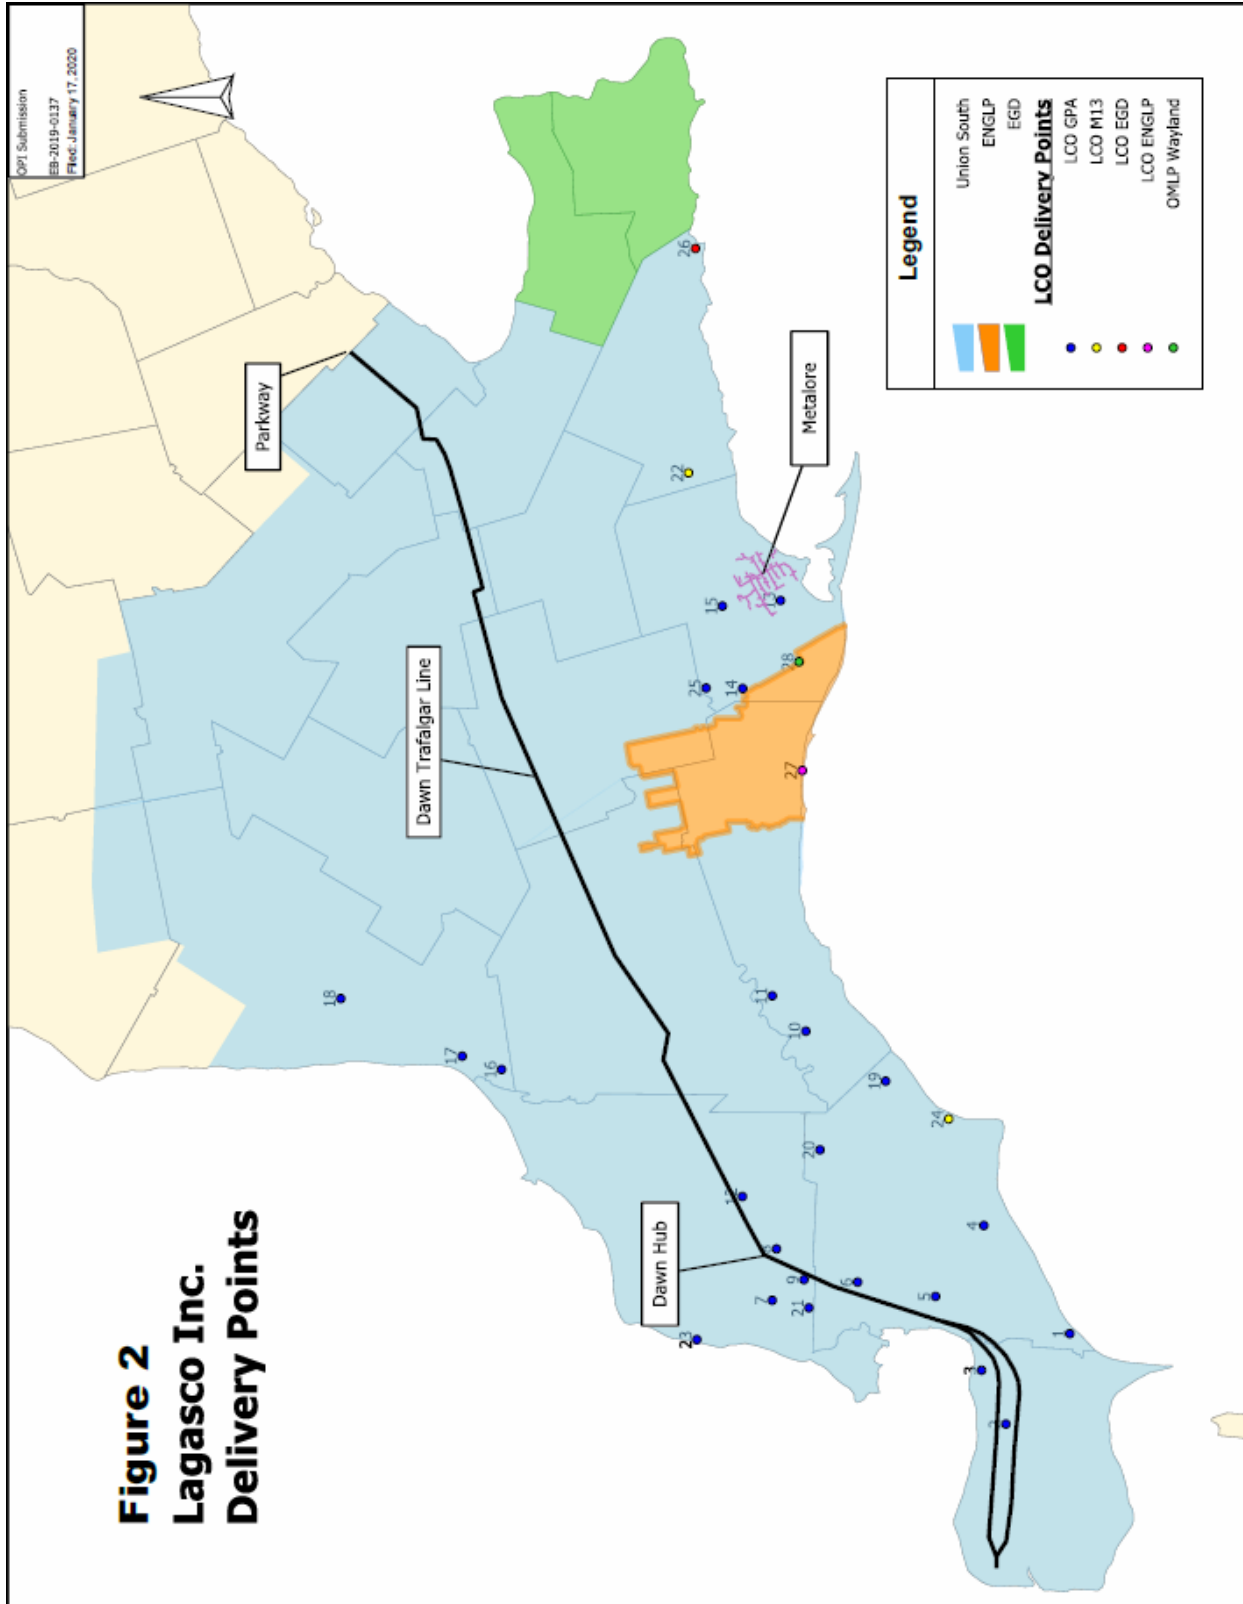 OPI Submission
EB-2019-0137
Filed: January 17, 2020
Figure 2
Lagasco Inc.
Delivery Points
Parkway
Dawn Trafalgar Line
Dawn Hub
Metalore
18
17
16
15
25
14
13
28
27
22
26
11
10
19
24
20
12
8
9
7
21
23
6
5
4
3
2
1
Legend
Union South
ENGLP
EGD
LCO Delivery Points
LCO GPA
LCO M13
LCO EGD
LCO ENGLP
OMLP Wayland